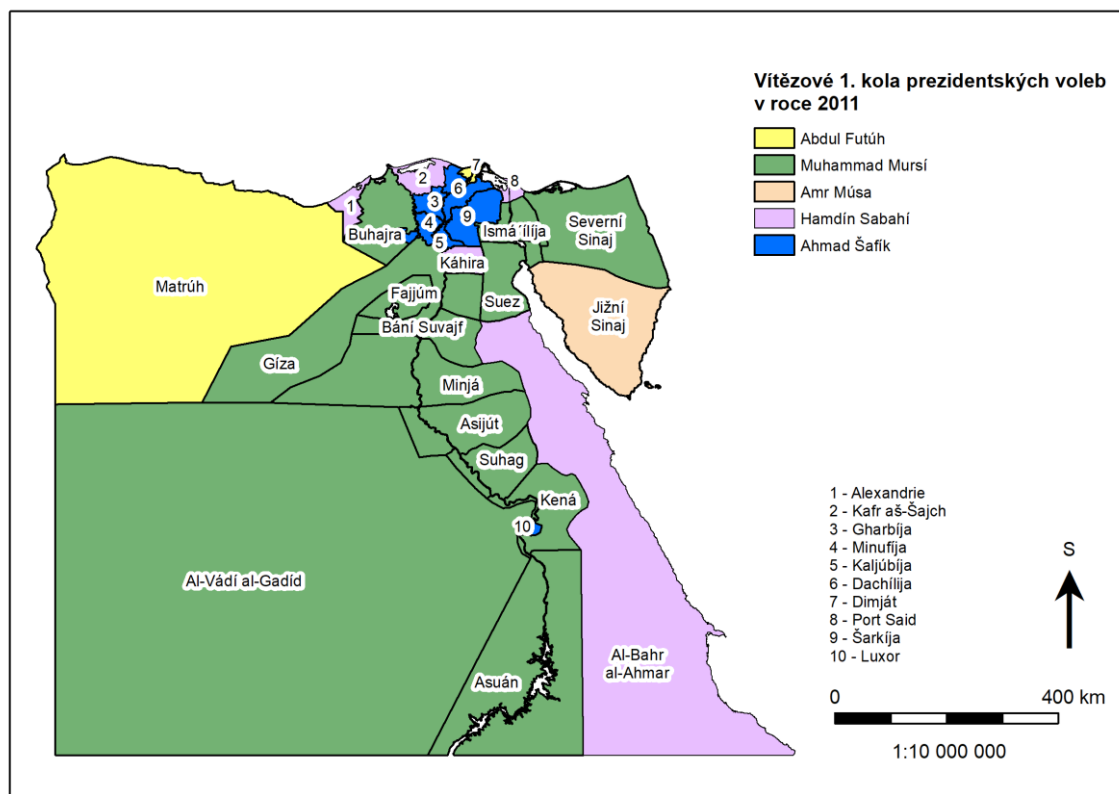 Vítězové 1. kola prezidentských voleb
v roce 2011
Abdul Futúh
Muhammad Mursí
Amr Músa
Hamdín Sabahí
Ahmad Šafík
7
8
2
6
1
3
9
4
5
Buhajra
Ismá´ílíja
Severní
Sinaj
Káhira
Matrúh
Fajjúm
Suez
Jižní
Sinaj
Bání Suvajf
Gíza
Minjá
Asijút
Suhag
Kená
10
Al-Vádí al-Gadíd
Al-Bahr
al-Ahmar
Asuán
1 - Alexandrie
2 - Kafr aš-Šajch
3 - Gharbíja
4 - Minufíja
5 - Kaljúbíja
6 - Dachílija
7 - Dimját
8 - Port Said
9 - Šarkíja
10 - Luxor
S
0 400 km
1:10 000 000